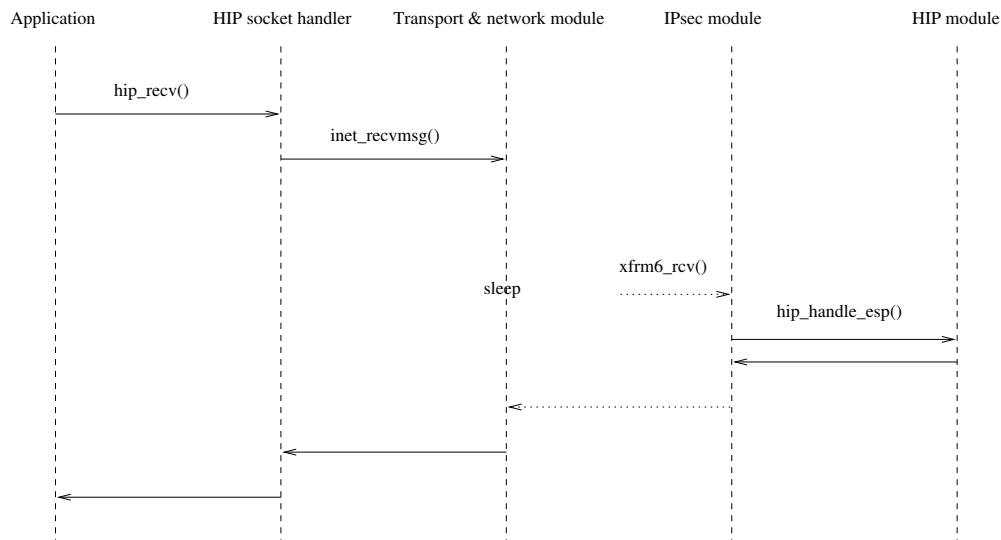 Application
HIP socket handler
Transport & network module
IPsec module
HIP module
hip_recv()
inet_recvmsg()
xfrm6_rcv()
sleep
hip_handle_esp()